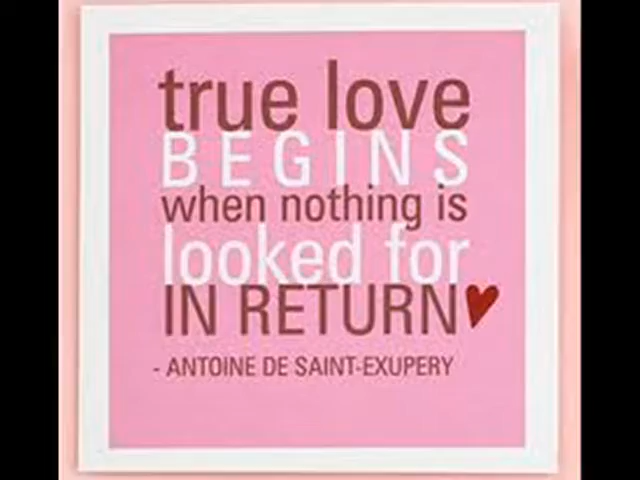 true love
BEGINS
when nothing is
looked for
IN RETURN
- ANTOINE DE SAINT-EXUPERY